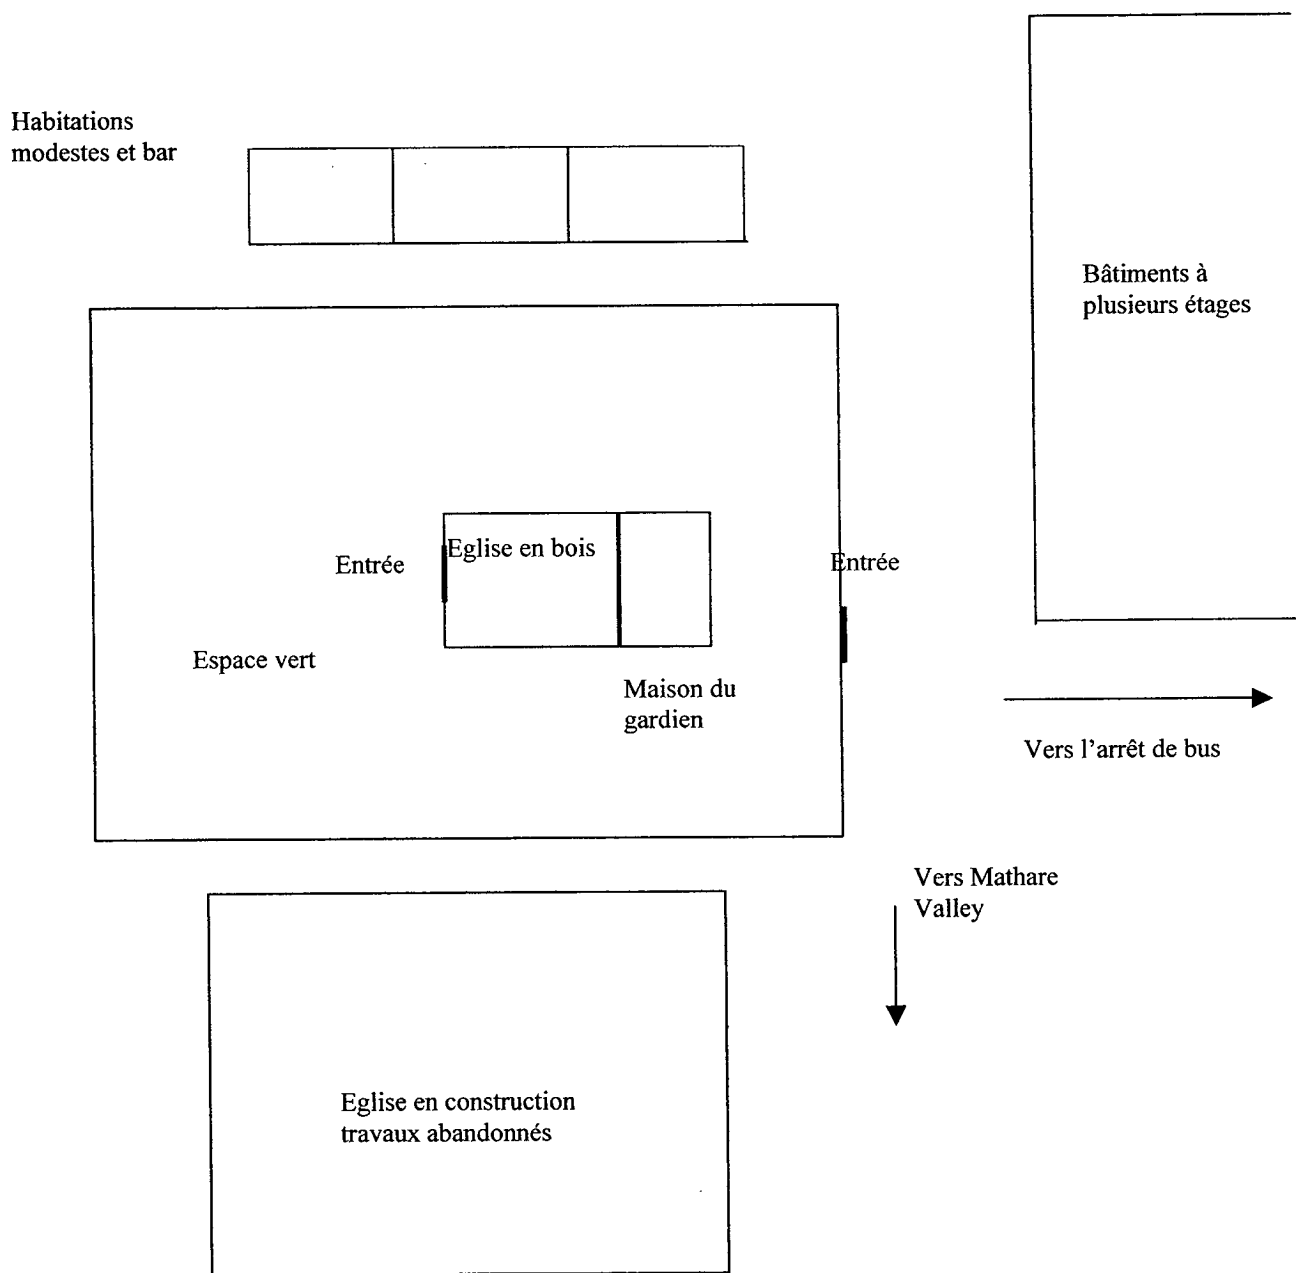 Habitations
modestes et bar
Bâtiments à
plusieurs étages
Eglise en bois
Entrée
Entrée
Espace vert
Maison du
gardien
Vers l'arrêt de bus
Vers Mathare
Valley
Eglise en construction
travaux abandonnés